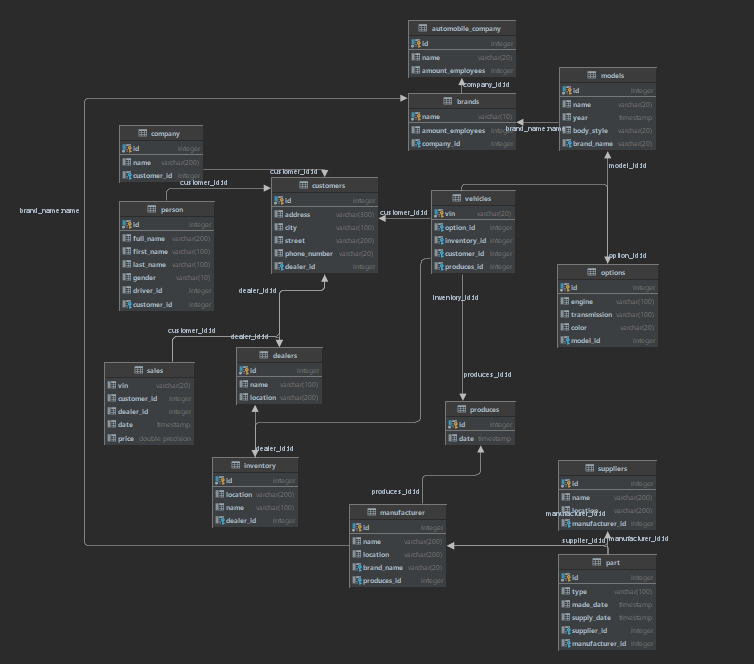 automobile_company
id integer
name varchar(20)
amount_employees integer
company_id:id
models
id integer
name varchar(20)
year timestamp
body_style varchar(20)
brand_name varchar(20)
brands
name varchar(10)
amount_employees integer
company_id integer
brand_name:name
company
id integer
name varchar(200)
customer_id integer
customer_id:id
model_id:id
customers
id integer
address varchar(300)
city varchar(100)
street varchar(200)
phone_number varchar(20)
dealer_id integer
customer_id:id
vehicles
vin varchar(20)
option_id integer
inventory_id integer
customer_id integer
produces_id integer
customer_id:id
brand_name:name
person
id integer
full_name varchar(200)
first_name varchar(100)
last_name varchar(100)
gender varchar(10)
driver_id integer
customer_id integer
option_id:id
options
id integer
engine varchar(100)
transmission varchar(100)
color varchar(20)
model_id integer
dealer_id:id
inventory_id:id
customer_id:id
dealer_id:id
dealers
id integer
name varchar(100)
location varchar(200)
sales
vin varchar(20)
customer_id integer
dealer_id integer
date timestamp
price double precision
produces_id:id
produces
id integer
date timestamp
dealer_id:id
inventory
id integer
location varchar(200)
name varchar(100)
dealer_id integer
suppliers
id integer
name varchar(200)
location varchar(200)
manufacturer_id integer
manufacturer_id:id
produces_id:id
manufacturer
id integer
name varchar(200)
location varchar(200)
brand_name varchar(20)
produces_id integer
supplier_id:id
manufacturer_id:id
part
id integer
type varchar(100)
made_date timestamp
supply_date timestamp
supplier_id integer
manufacturer_id integer